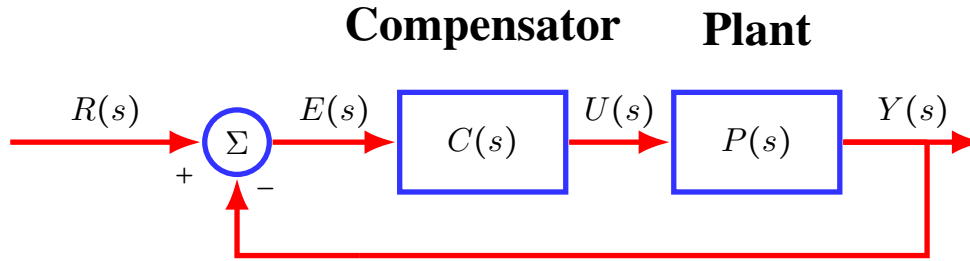 Compensator Plant
R(s) E(s) U(s) Y(s)
Σ C(s) P(s)
+ −